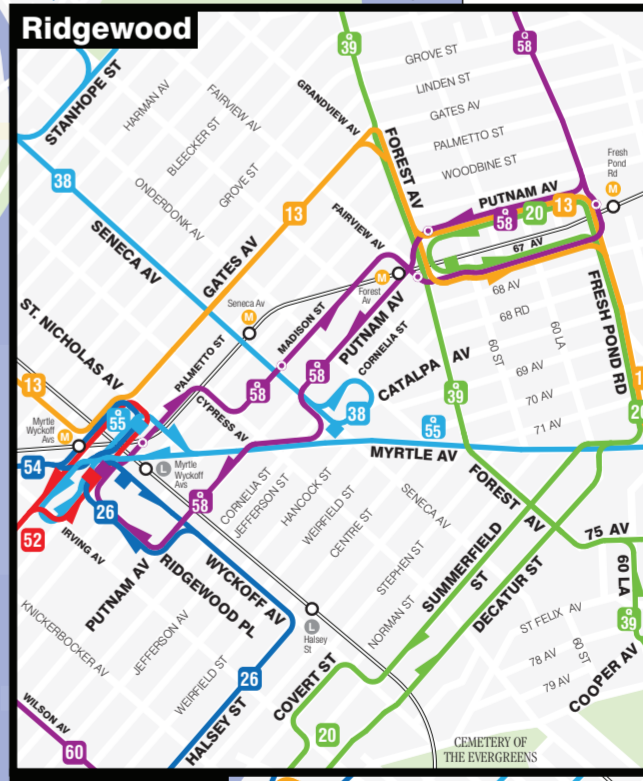 Ridgewood
39
Q
58
Q
GROVE ST
LINDEN ST
GATES AV
PALMETTO ST
WOODBINE ST
STANHOPE ST
HARMAN AV
FAIRVIEW AV
BLEECKER ST
GROVE ST
ONDERDONK AV
GRANDVIEW AV
FOREST AV
Fresh
Pond
Rd
M
38
13
PUTNAM AV
58
Q
20
13
67 AV
FAIRVIEW AV
SENECA AV
GATES AV
Seneca Av
M
M
Forest
Av
68 AV
68 RD
60 ST
60 LA
69 AV
70 AV
71 AV
FRESH POND RD
ST. NICHOLAS AV
PALMETTO ST
MADISON ST
PUTNAM AV
CORNELIA ST
CATALPA AV
13
58
Q
58
Q
38
39
Q
55
Q
CYPRESS AV
20
Myrtle
Wyckoff
Avs
M
55
Q
MYRTLE AV
54
L
Myrtle
Wyckoff
Avs
58
Q
26
52
IRVING AV
CORNELIA ST
JEFFERSON ST
HANCOCK ST
WEIRFIELD ST
CENTRE ST
SENECA AV
STEPHEN ST
NORMAN ST
FOREST AV
75 AV
60 LA
39
Q
SUMMERFIELD
ST
DECATUR ST
ST FELIX AV
78 AV
79 AV
60 ST
COOPER AV
PUTNAM AV
RIDGEWOOD PL
WYCKOFF AV
KNICKERBOCKER AV
JEFFERSON AV
WEIRFIELD ST
L
Halsey
St
26
HALSEY ST
COVERT ST
20
WILSON AV
60
CEMETERY OF
THE EVERGREENS